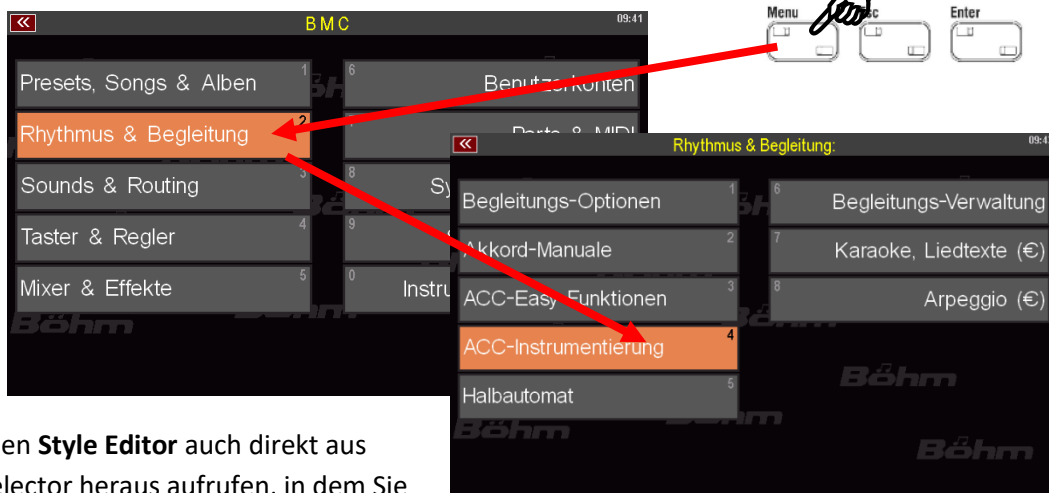 BMC 09:41
Presets, Songs & Alben 1
6 Benutzerkonten
Rhythmus & Begleitung 2
Ports & MIDI
Sounds & Routing 3
8
Taster & Regler 4
9
Mixer & Effekte 5
0
Böhm
Menu
Enter
Rhythmus & Begleitung:
Begleitungs-Optionen 1
6 Begleitungs-Verwaltung
Akkord-Manuale 2
7 Karaoke, Liedtexte (€)
ACC-Easy Funktionen 3
8 Arpeggio (€)
ACC-Instrumentierung 4
Halbautomat 5
Böhm
Böhm
Böhm
en Style Editor auch direkt aus
elector heraus aufrufen, in dem Sie